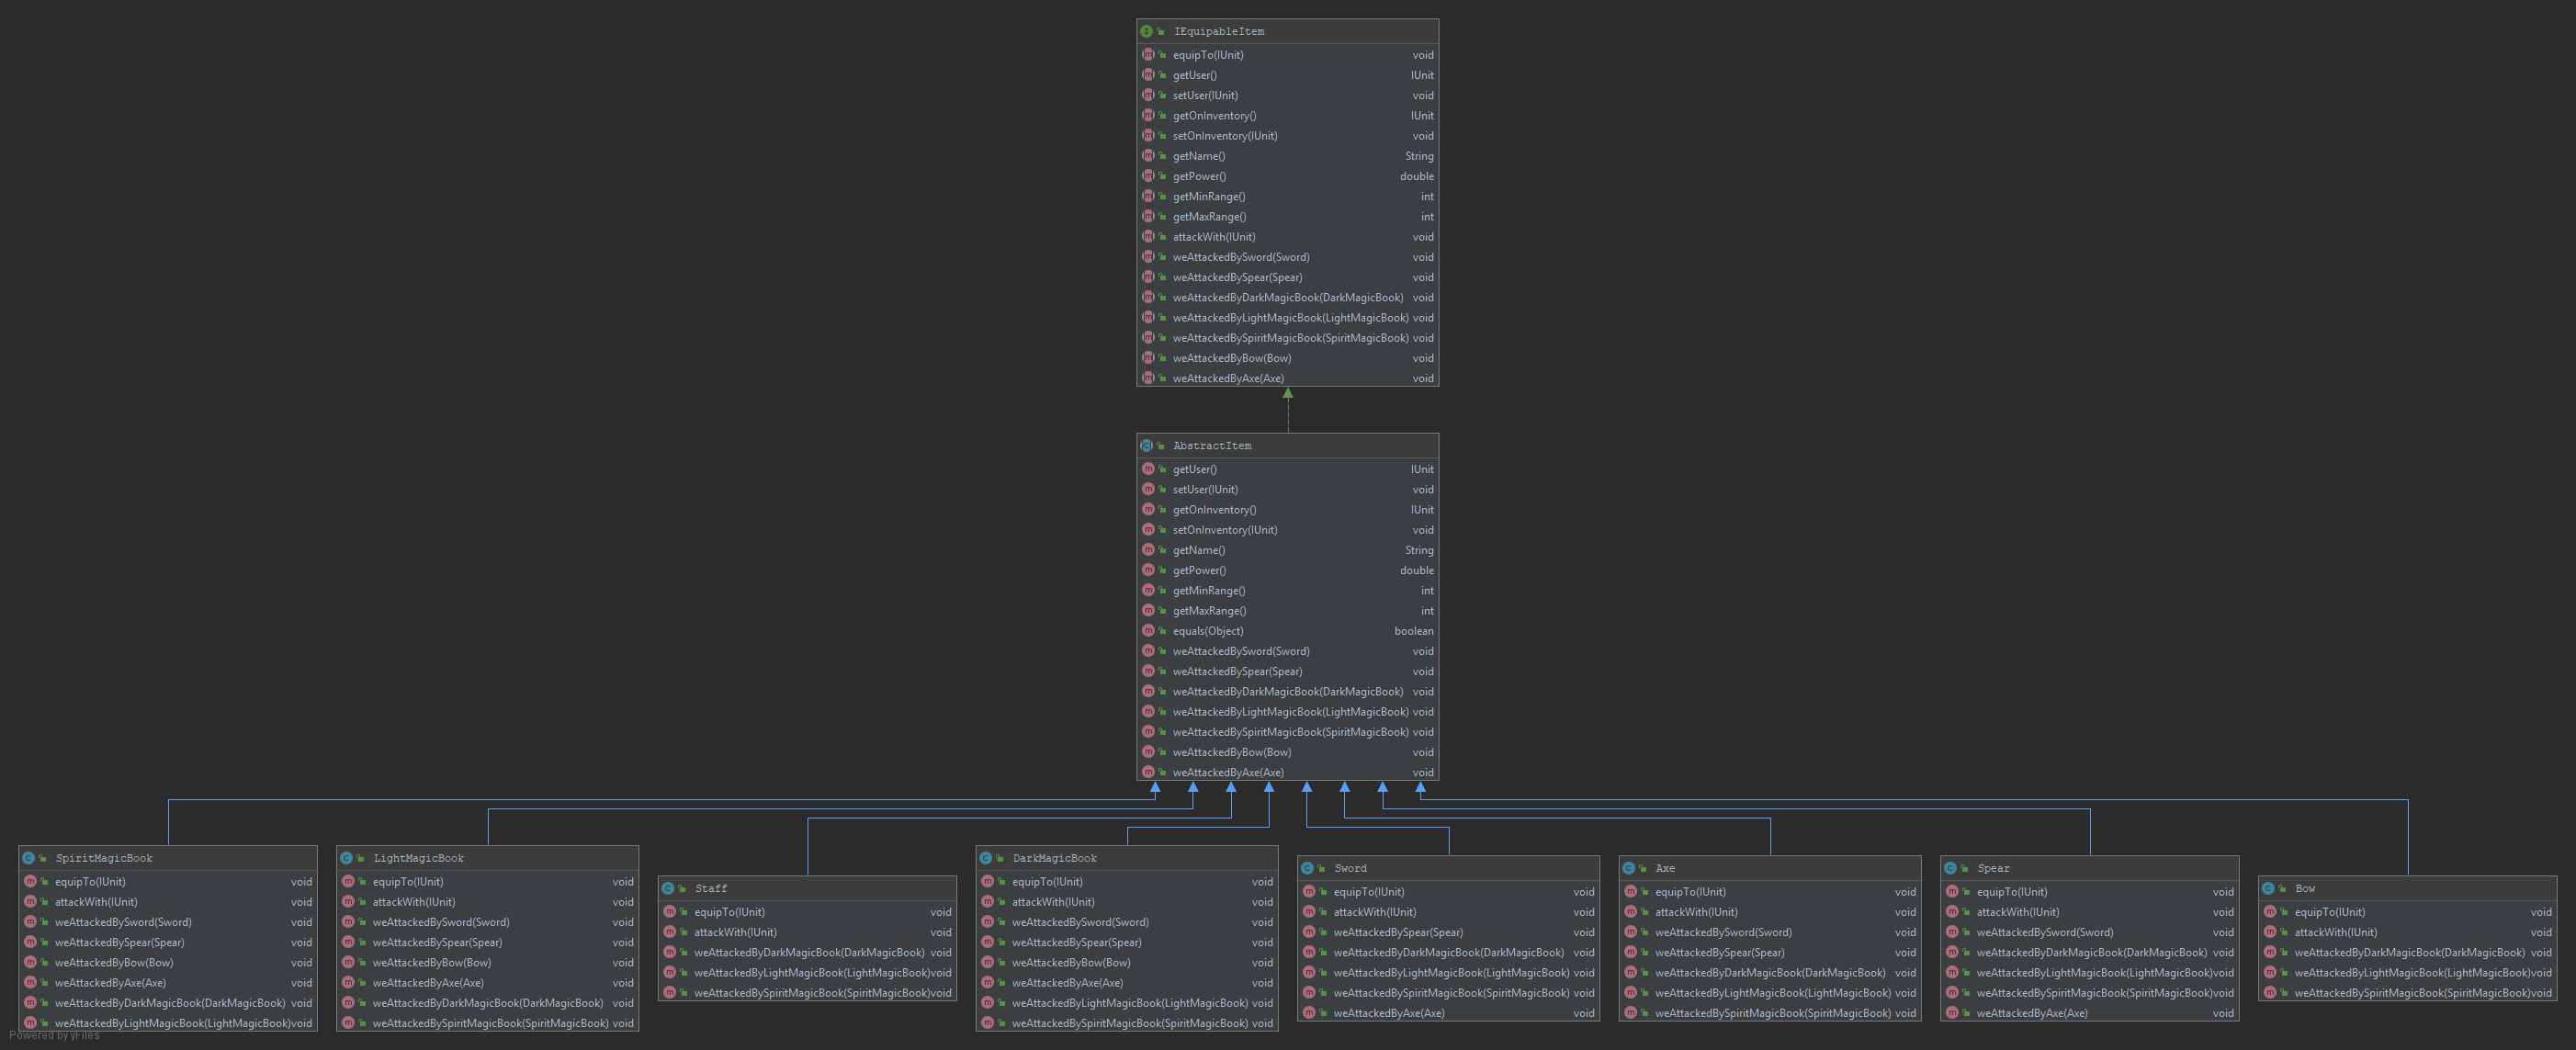 IEquipableItem
equipTo(IUnit) void
getUser() IUnit
setUser(IUnit) void
getOnInventory() IUnit
setOnInventory(IUnit) void
getName() String
getPower() double
getMinRange() int
getMaxRange() int
attackWith(IUnit) void
weAttackedBySword(Sword) void
weAttackedBySpear(Spear) void
weAttackedByDarkMagicBook(DarkMagicBook) void
weAttackedByLightMagicBook(LightMagicBook) void
weAttackedBySpiritMagicBook(SpiritMagicBook) void
weAttackedByBow(Bow) void
weAttackedByAxe(Axe) void
AbstractItem
getUser() IUnit
setUser(IUnit) void
getOnInventory() IUnit
setOnInventory(IUnit) void
getName() String
getPower() double
getMinRange() int
getMaxRange() int
equals(Object) boolean
weAttackedBySword(Sword) void
weAttackedBySpear(Spear) void
weAttackedByDarkMagicBook(DarkMagicBook) void
weAttackedByLightMagicBook(LightMagicBook) void
weAttackedBySpiritMagicBook(SpiritMagicBook) void
weAttackedByBow(Bow) void
weAttackedByAxe(Axe) void
SpiritMagicBook
equipTo(IUnit) void
attackWith(IUnit) void
weAttackedBySword(Sword) void
weAttackedBySpear(Spear) void
weAttackedByBow(Bow) void
weAttackedByAxe(Axe) void
weAttackedByDarkMagicBook(DarkMagicBook) void
weAttackedByLightMagicBook(LightMagicBook) void
LightMagicBook
equipTo(IUnit) void
attackWith(IUnit) void
weAttackedBySword(Sword) void
weAttackedBySpear(Spear) void
weAttackedByBow(Bow) void
weAttackedByAxe(Axe) void
weAttackedByDarkMagicBook(DarkMagicBook) void
weAttackedBySpiritMagicBook(SpiritMagicBook) void
Staff
equipTo(IUnit) void
attackWith(IUnit) void
weAttackedByDarkMagicBook(DarkMagicBook) void
weAttackedByLightMagicBook(LightMagicBook) void
weAttackedBySpiritMagicBook(SpiritMagicBook) void
DarkMagicBook
equipTo(IUnit) void
attackWith(IUnit) void
weAttackedBySword(Sword) void
weAttackedBySpear(Spear) void
weAttackedByBow(Bow) void
weAttackedByAxe(Axe) void
weAttackedByLightMagicBook(LightMagicBook) void
weAttackedBySpiritMagicBook(SpiritMagicBook) void
Sword
equipTo(IUnit) void
attackWith(IUnit) void
weAttackedBySpear(Spear) void
weAttackedByDarkMagicBook(DarkMagicBook) void
weAttackedByLightMagicBook(LightMagicBook) void
weAttackedBySpiritMagicBook(SpiritMagicBook) void
weAttackedByAxe(Axe) void
Axe
equipTo(IUnit) void
attackWith(IUnit) void
weAttackedBySword(Sword) void
weAttackedBySpear(Spear) void
weAttackedByDarkMagicBook(DarkMagicBook) void
weAttackedByLightMagicBook(LightMagicBook) void
weAttackedBySpiritMagicBook(SpiritMagicBook) void
Spear
equipTo(IUnit) void
attackWith(IUnit) void
weAttackedBySword(Sword) void
weAttackedByDarkMagicBook(DarkMagicBook) void
weAttackedByLightMagicBook(LightMagicBook) void
weAttackedBySpiritMagicBook(SpiritMagicBook) void
weAttackedByAxe(Axe) void
Bow
equipTo(IUnit) void
attackWith(IUnit) void
weAttackedByDarkMagicBook(DarkMagicBook) void
weAttackedByLightMagicBook(LightMagicBook) void
weAttackedBySpiritMagicBook(SpiritMagicBook) void
Powered by yFiles